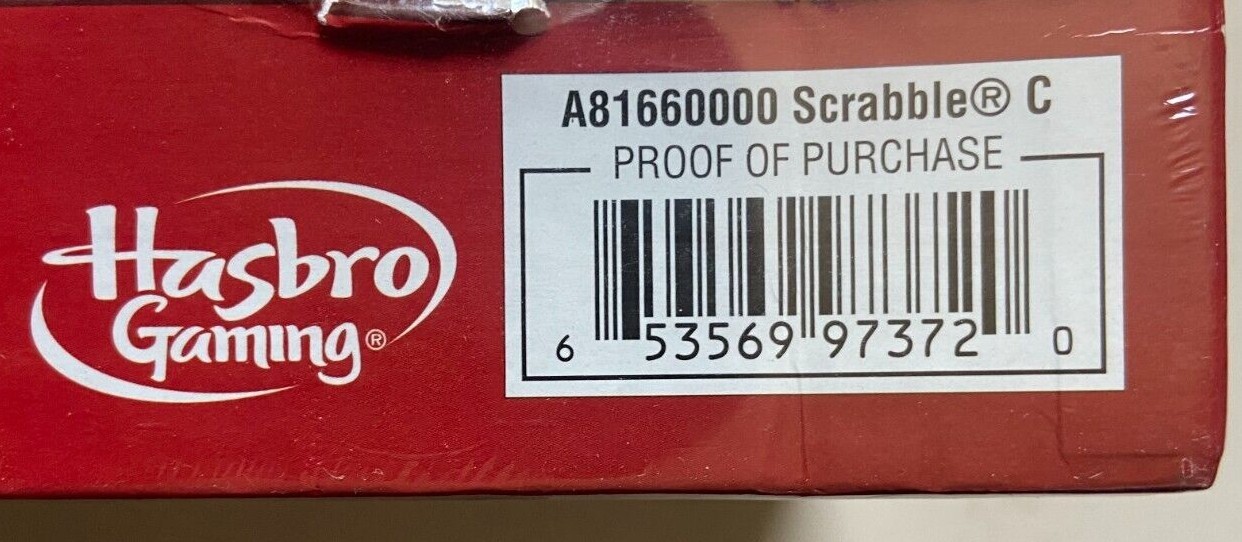 A81660000 Scrabble® C
PROOF OF PURCHASE
Hasbro
Gaming®
6 53569 97372 0